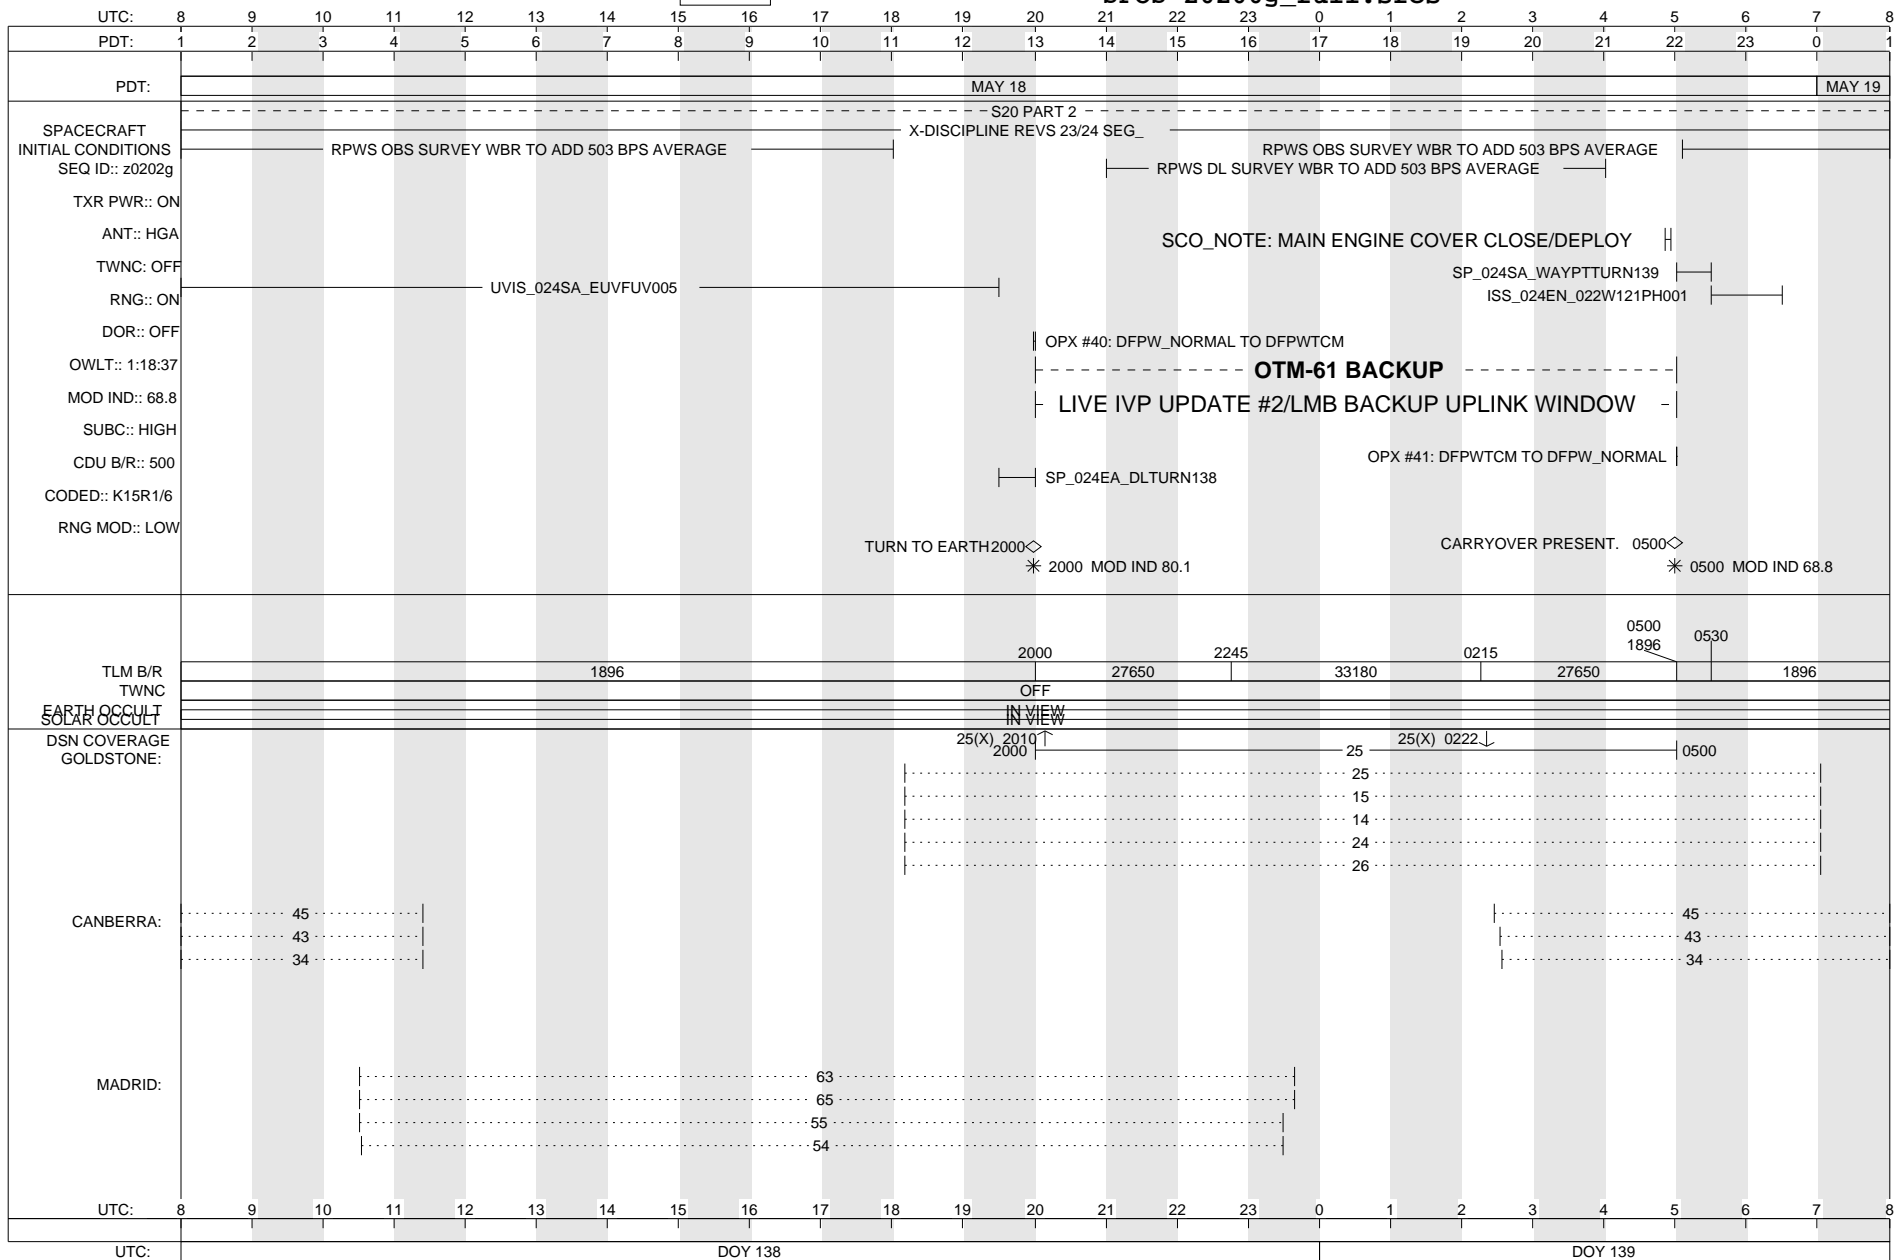 UTC: 8 9 10 11 12 13 14 15 16 17 18 19 20 21 22 23 0 1 2 3 4 5 6 7 8
PDT: 1 2 3 4 5 6 7 8 9 10 11 12 13 14 15 16 17 18 19 20 21 22 23 0 1
PDT: MAY 18 MAY 19
S20 PART 2
SPACECRAFT X-DISCIPLINE REVS 23/24 SEG_
INITIAL CONDITIONS RPWS OBS SURVEY WBR TO ADD 503 BPS AVERAGE RPWS OBS SURVEY WBR TO ADD 503 BPS AVERAGE
SEQ ID:: z0202g RPWS DL SURVEY WBR TO ADD 503 BPS AVERAGE
TXR PWR:: ON
ANT:: HGA SCO_NOTE: MAIN ENGINE COVER CLOSE/DEPLOY
TWNC: OFF SP_024SA_WAYPTTURN139
UVIS_024SA_EUVFUV005
RNG:: ON ISS_024EN_022W121PH001
DOR:: OFF OPX #40: DFPW_NORMAL TO DFPWTCM
OWLT:: 1:18:37 OTM-61 BACKUP
MOD IND:: 68.8 LIVE IVP UPDATE #2/LMB BACKUP UPLINK WINDOW
SUBC:: HIGH
OPX #41: DFPWTCM TO DFPW_NORMAL
CDU B/R:: 500
SP_024EA_DLTURN138
CODED:: K15R1/6
RNG MOD:: LOW
TURN TO EARTH 2000 CARRYOVER PRESENT. 0500
2000 MOD IND 80.1 0500 MOD IND 68.8
0500
1896 0530
2000 2245 0215
TLM B/R 1896 27650 33180 27650 1896
TWNC OFF
EARTH OCCULT IN VIEW
SOLAR OCCULT IN VIEW
DSN COVERAGE 25(X) 2010 25(X) 0222
GOLDSTONE: 2000 25 0500
25
15
14
24
26
CANBERRA: 45 45
43 43
34 34
MADRID: 63
65
55
54
UTC: 8 9 10 11 12 13 14 15 16 17 18 19 20 21 22 23 0 1 2 3 4 5 6 7 8
UTC: DOY 138 DOY 139